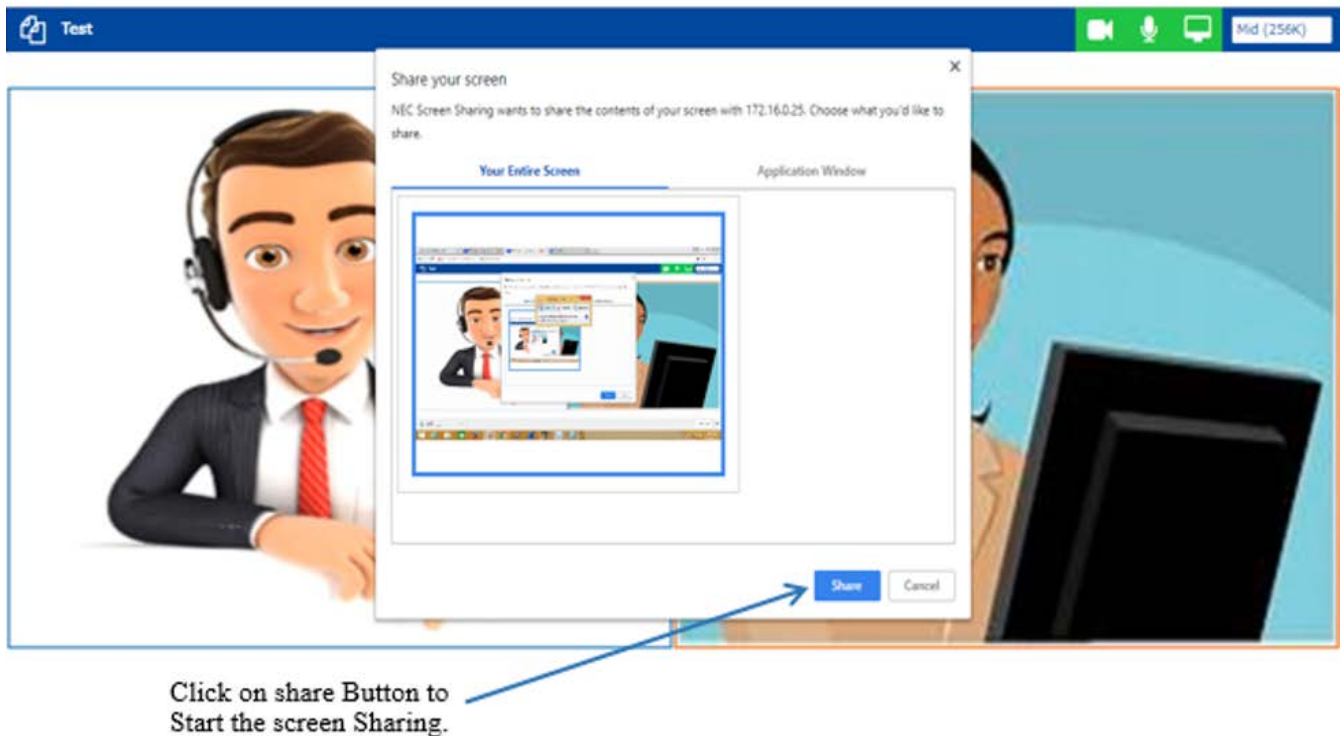 Test
Mid (256K)
Share your screen
NEC Screen Sharing wants to share the contents of your screen with 172.16.0.25. Choose what you'd like to
share.
Your Entire Screen
Application Window
Share
Cancel
Click on share Button to
Start the screen Sharing.